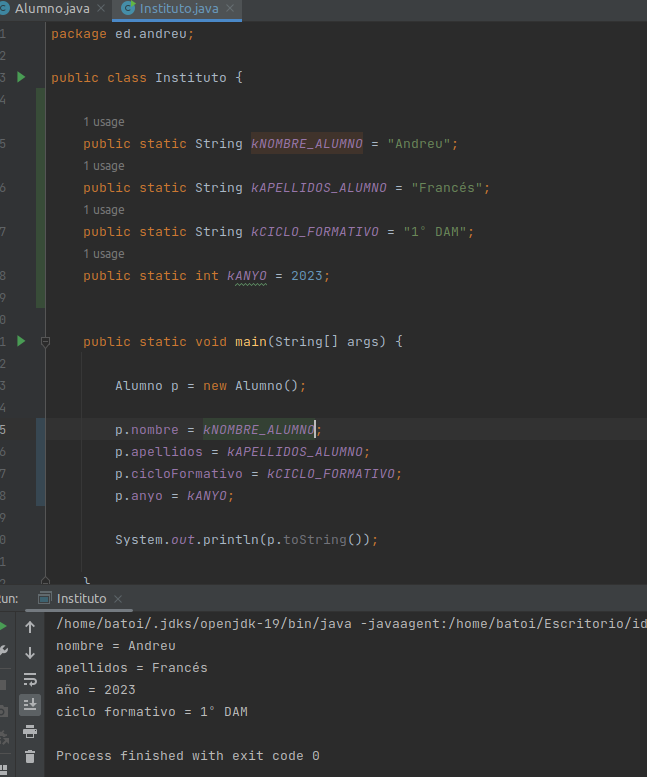 Alumno.java × Instituto.java ×
1 package ed.andreu;
2
3 public class Instituto {
4
1 usage
5 public static String kNOMBRE_ALUMNO = "Andreu";
1 usage
6 public static String kAPELLIDOS_ALUMNO = "Francés";
1 usage
7 public static String kCICLO_FORMATIVO = "1º DAM";
1 usage
8 public static int kANYO = 2023;
9
0
1 public static void main(String[] args) {
2
3 Alumno p = new Alumno();
4
5 p.nombre = kNOMBRE_ALUMNO;
6 p.apellidos = kAPELLIDOS_ALUMNO;
7 p.cicloFormativo = kCICLO_FORMATIVO;
8 p.anyo = kANYO;
9
0 System.out.println(p.toString());
1
2 }
un: Instituto ×
/home/batoi/.jdks/openjdk-19/bin/java -javaagent:/home/batoi/Escritorio/id
nombre = Andreu
apellidos = Francés
año = 2023
ciclo formativo = 1º DAM
Process finished with exit code 0